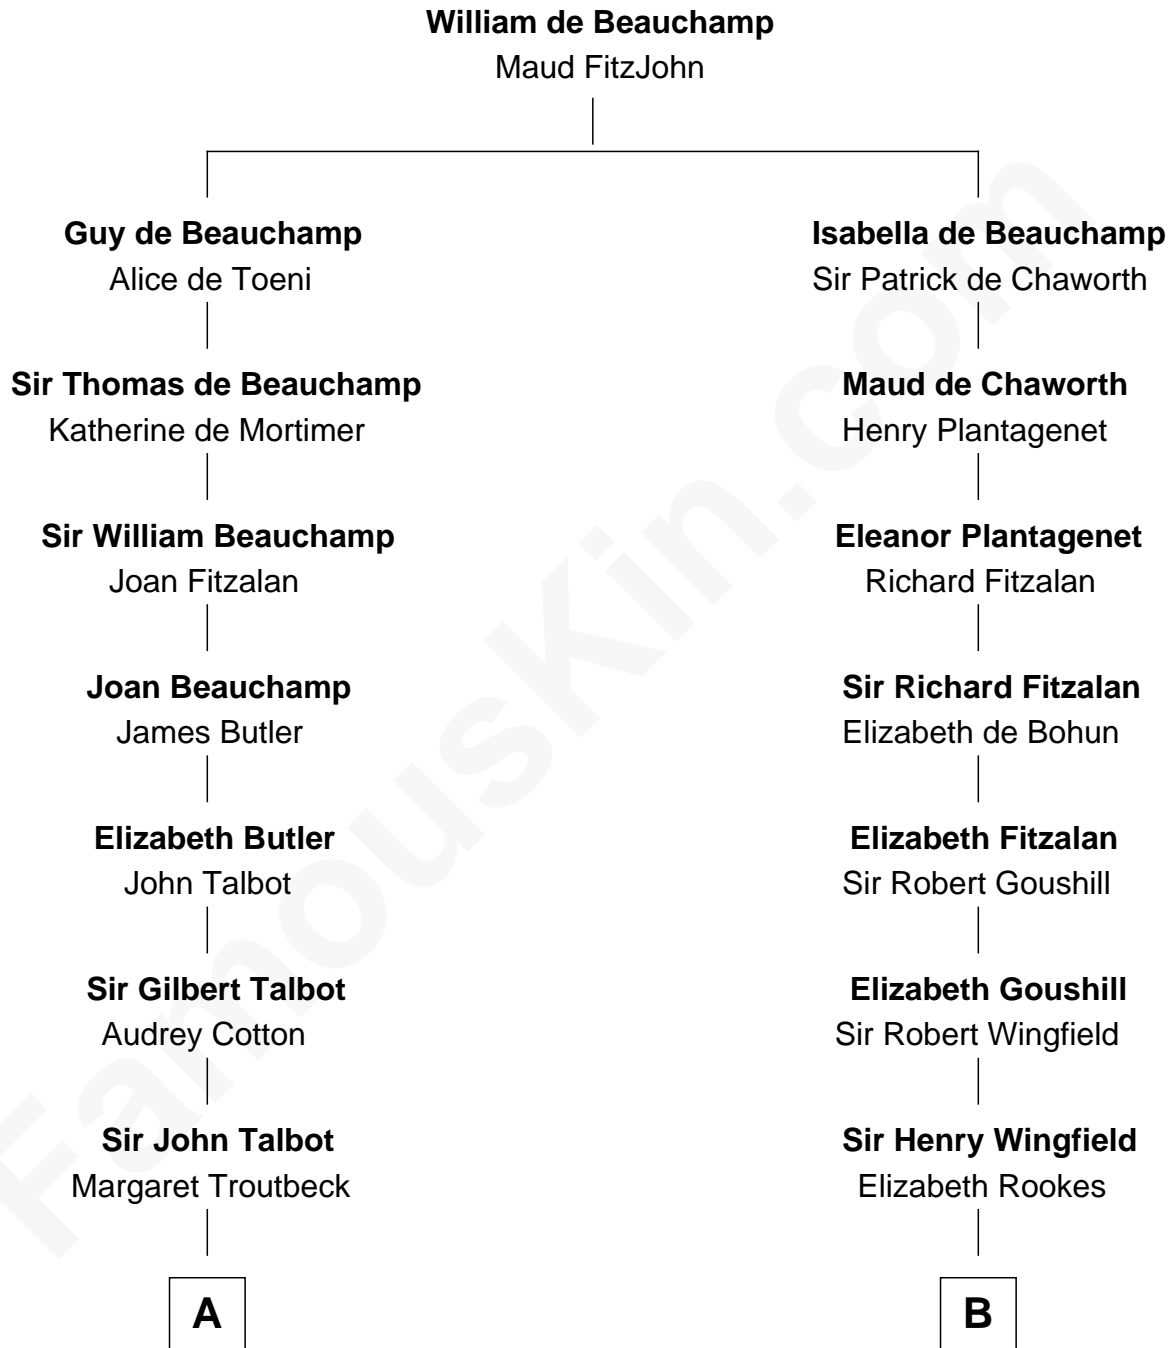 William de Beauchamp
Maud FitzJohn
Guy de Beauchamp
Alice de Toeni
Isabella de Beauchamp
Sir Patrick de Chaworth
Sir Thomas de Beauchamp
Katherine de Mortimer
Maud de Chaworth
Henry Plantagenet
Sir William Beauchamp
Joan Fitzalan
Eleanor Plantagenet
Richard Fitzalan
Joan Beauchamp
James Butler
Sir Richard Fitzalan
Elizabeth de Bohun
Elizabeth Butler
John Talbot
Elizabeth Fitzalan
Sir Robert Goushill
Sir Gilbert Talbot
Audrey Cotton
Elizabeth Goushill
Sir Robert Wingfield
Sir John Talbot
Margaret Troutbeck
Sir Henry Wingfield
Elizabeth Rookes
A
B
FamousKin.com